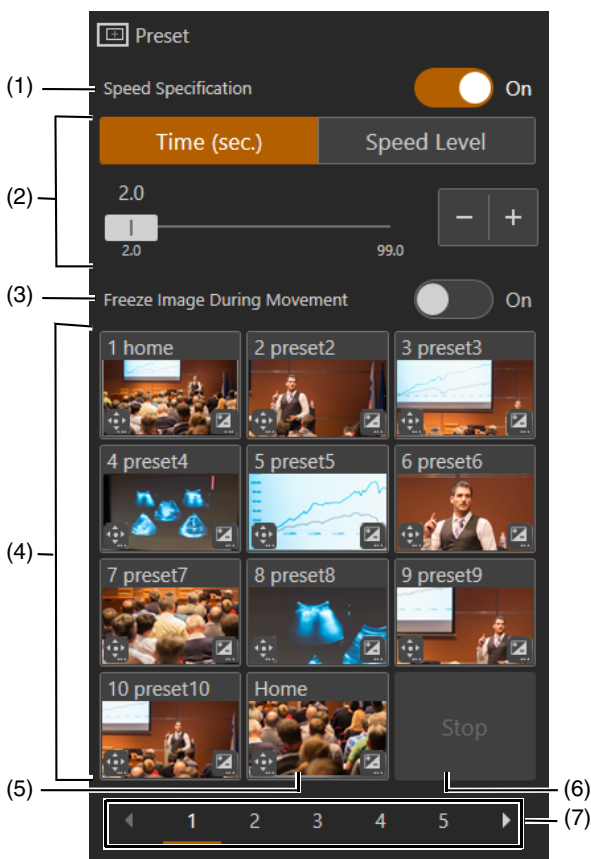 Preset
(1) Speed Specification On
(2) Time (sec.) Speed Level
2.0
− +
2.0 99.0
(3) Freeze Image During Movement On
(4)
1 home 2 preset2 3 preset3
4 preset4 5 preset5 6 preset6
7 preset7 8 preset8 9 preset9
10 preset10 Home Stop
(5) (6)
1 2 3 4 5 (7)